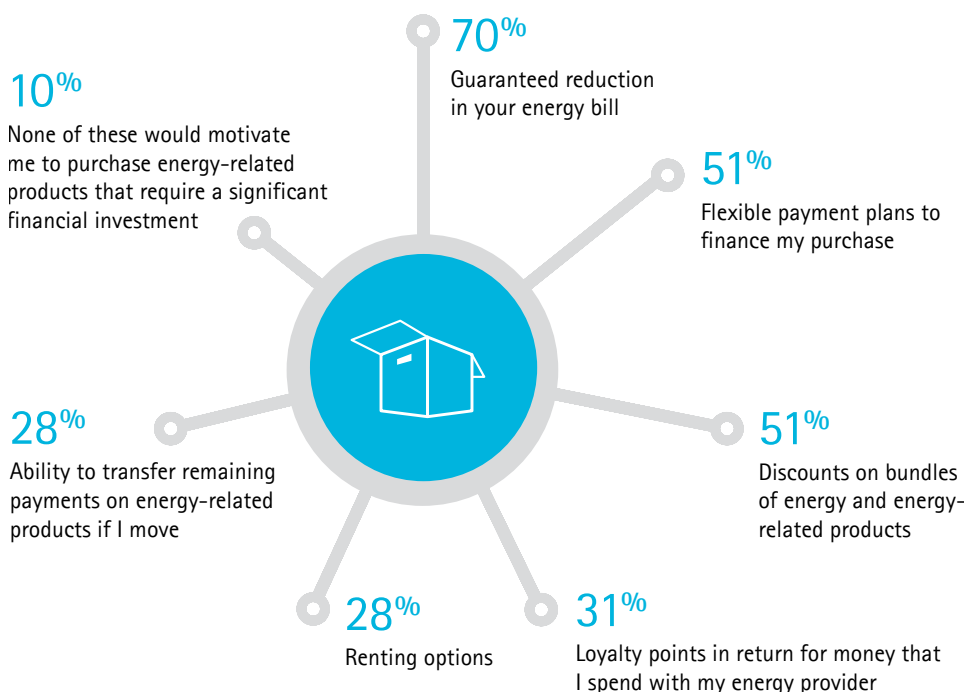 70%
Guaranteed reduction
in your energy bill
51%
Flexible payment plans to
finance my purchase
51%
Discounts on bundles
of energy and energy-
related products
31%
Loyalty points in return for money that
I spend with my energy provider
28%
Renting options
28%
Ability to transfer remaining
payments on energy-related
products if I move
10%
None of these would motivate
me to purchase energy-related
products that require a significant
financial investment